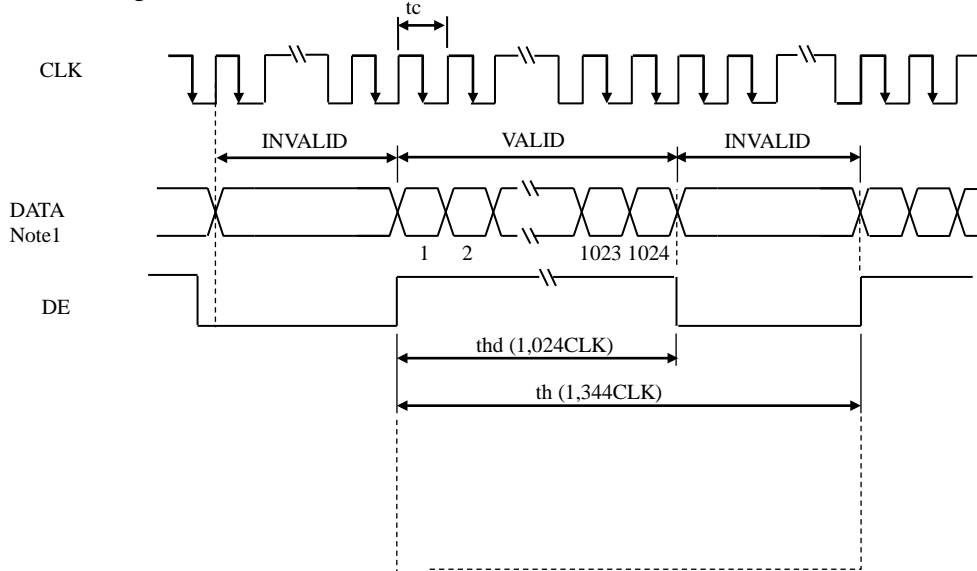 tc
CLK
INVALID VALID INVALID
DATA
Note1
1 2 1023 1024
DE
thd (1,024CLK)
th (1,344CLK)